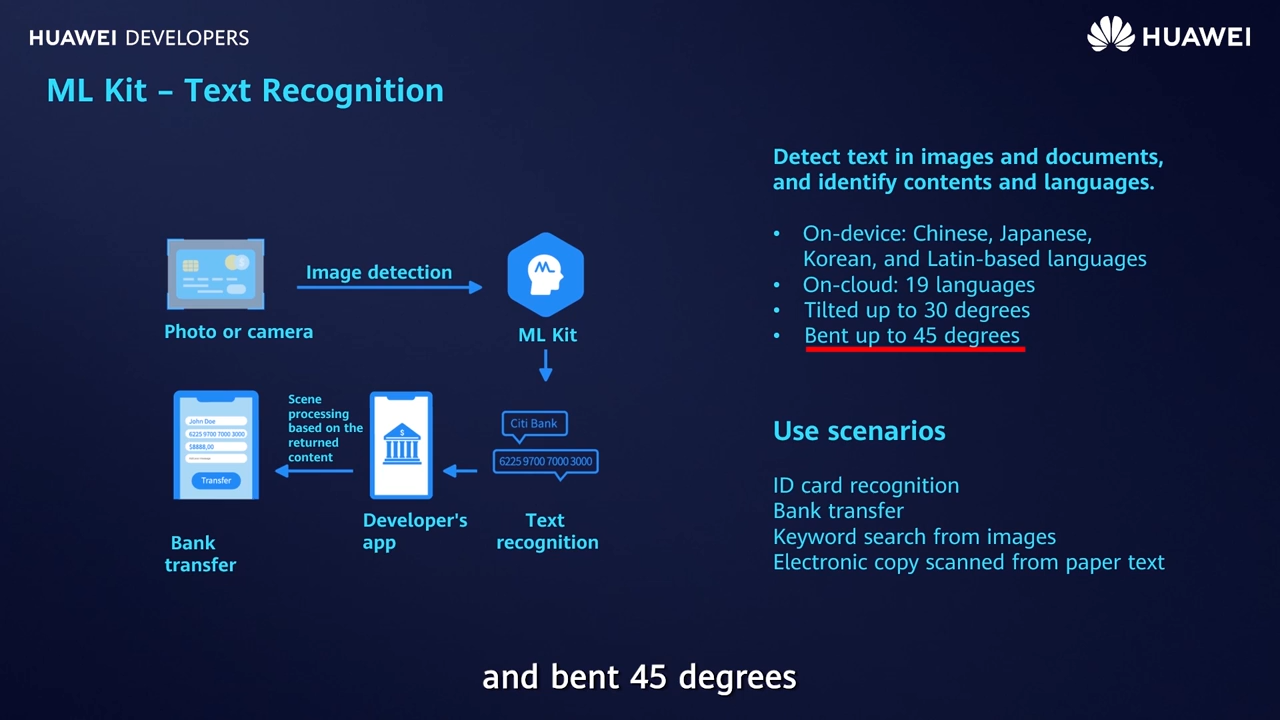 HUAWEI DEVELOPERS
HUAWEI
ML Kit – Text Recognition
Detect text in images and documents,
and identify contents and languages.
• On-device: Chinese, Japanese,
Korean, and Latin-based languages
• On-cloud: 19 languages
• Tilted up to 30 degrees
• Bent up to 45 degrees
Image detection
Photo or camera
ML Kit
Scene
processing
based on the
returned
content
John Doe
6225 9700 7000 3000
$8888,00
Transfer
Citi Bank
6225 9700 7000 3000
Developer's
app
Text
recognition
Bank
transfer
Use scenarios
ID card recognition
Bank transfer
Keyword search from images
Electronic copy scanned from paper text
and bent 45 degrees